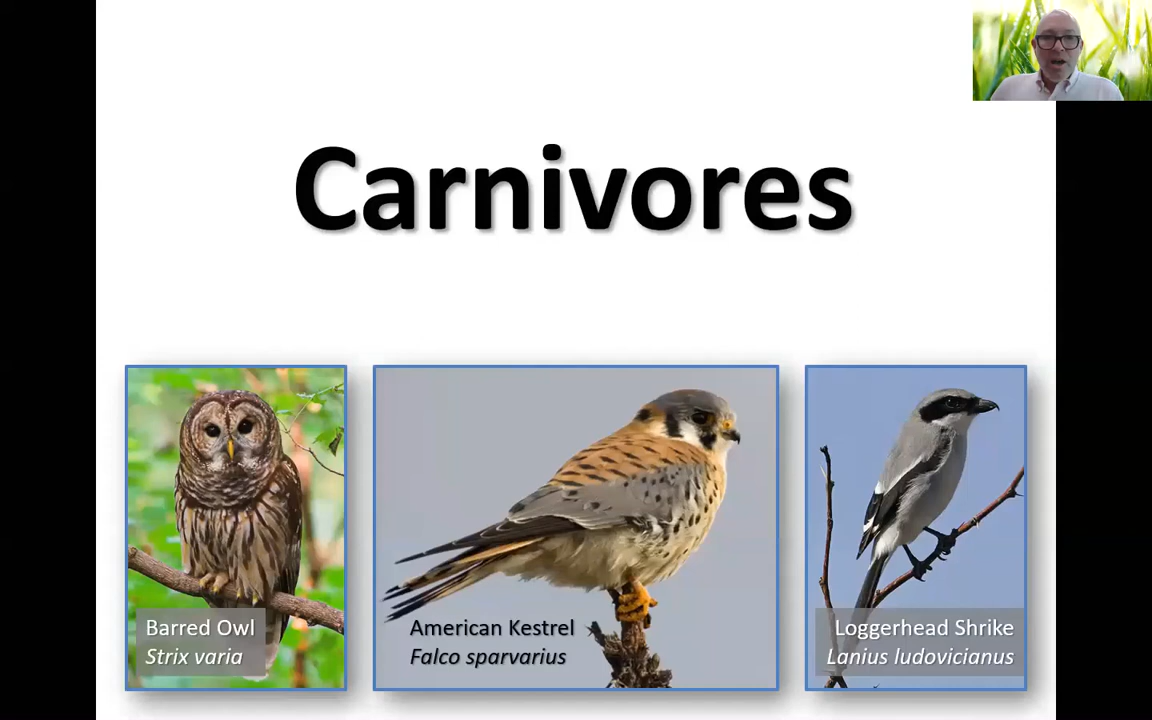 Carnivores
Barred Owl
Strix varia
American Kestrel
Falco sparvarius
Loggerhead Shrike
Lanius ludovicianus